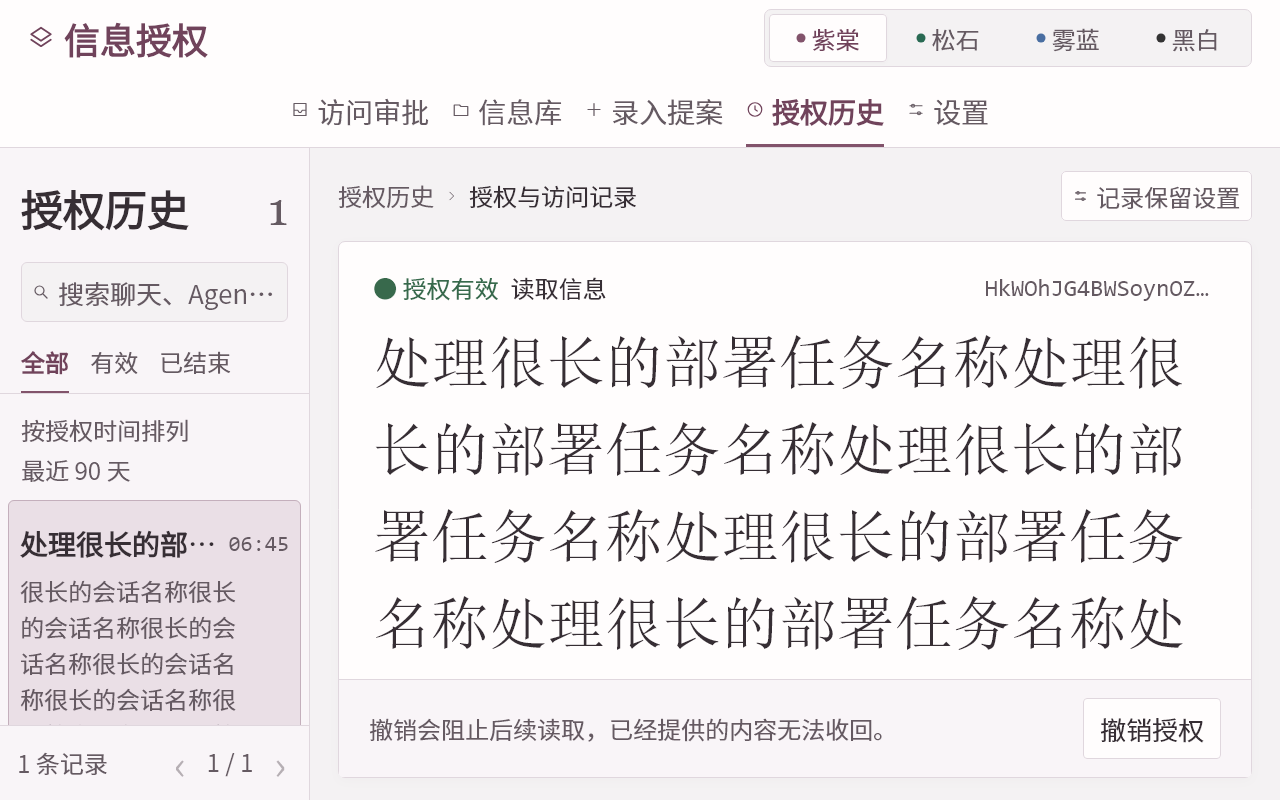 信息授权
紫棠
松石
雾蓝
黑白
访问审批
信息库
录入提案
授权历史
设置
授权历史
1
搜索聊天、Agen…
全部
有效
已结束
按授权时间排列
最近 90 天
处理很长的部… 06:45
很长的会话名称很长
的会话名称很长的会
话名称很长的会话名
称很长的会话名称很
1 条记录
‹ 1 / 1 ›
授权历史 › 授权与访问记录
记录保留设置
授权有效 读取信息
HkWOhJG4BWSoynOZ…
处理很长的部署任务名称处理很
长的部署任务名称处理很长的部
署任务名称处理很长的部署任务
名称处理很长的部署任务名称处
撤销会阻止后续读取，已经提供的内容无法收回。
撤销授权